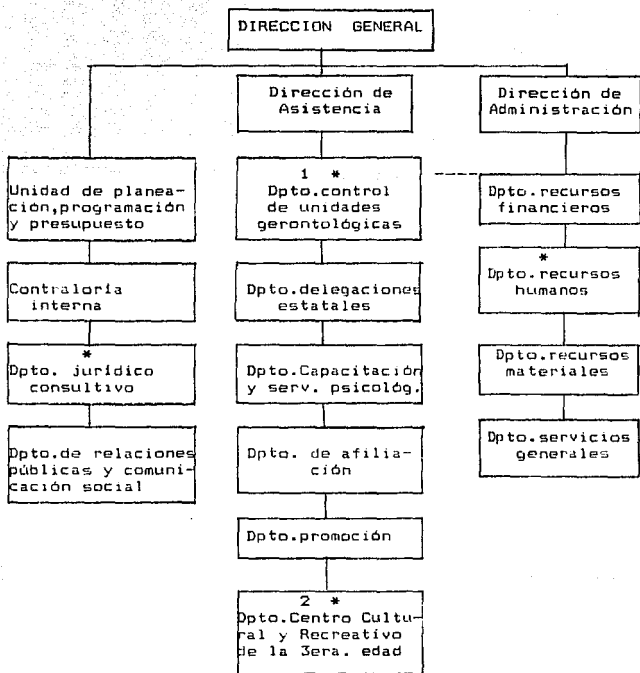 DIRECCION GENERAL
Dirección de
Asistencia
Dirección de
Administración
Unidad de planea-
ción,programación
y presupuesto
1 *
Dpto.control
de unidades
gerontológicas
Dpto.recursos
financieros
Contraloría
interna
Dpto.delegaciones
estatales
*
Dpto.recursos
humanos
*
Dpto. jurídico
consultivo
Dpto.Capacitación
y serv. psicológ.
Dpto.recursos
materiales
Dpto.de relaciones
públicas y comuni-
cación social
Dpto. de afilia-
ción
Dpto.servicios
generales
Dpto.promoción
2 *
Dpto.Centro Cultu-
ral y Recreativo
de la 3era. edad